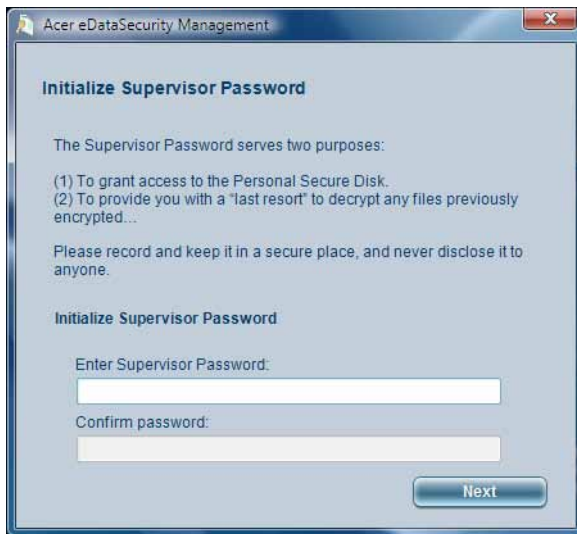 Acer eDataSecurity Management
Initialize Supervisor Password
The Supervisor Password serves two purposes:
(1) To grant access to the Personal Secure Disk.
(2) To provide you with a "last resort" to decrypt any files previously
encrypted...
Please record and keep it in a secure place, and never disclose it to
anyone.
Initialize Supervisor Password
Enter Supervisor Password:
Confirm password:
Next